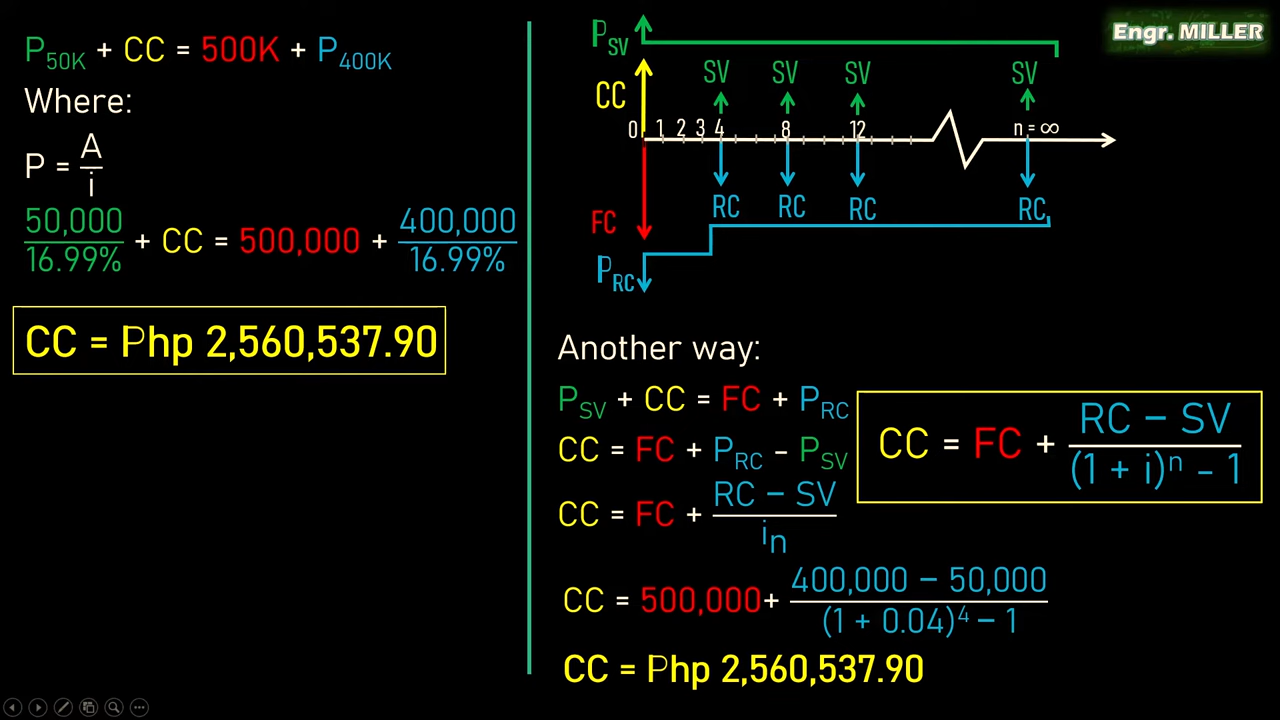 P50K + CC = 500K + P400K
Where:
P = A/i
50,000/16.99% + CC = 500,000 + 400,000/16.99%
CC = Php 2,560,537.90
Engr. MILLER
PSV
CC
SV SV SV SV
0 1 2 3 4 8 12 n = ∞
FC
RC RC RC RC
PRC
Another way:
PSV + CC = FC + PRC
CC = FC + PRC - PSV
CC = FC + RC - SV/in
CC = FC + RC - SV/(1 + i)^n - 1
CC = 500,000+ 400,000 - 50,000/(1 + 0.04)^4 - 1
CC = Php 2,560,537.90